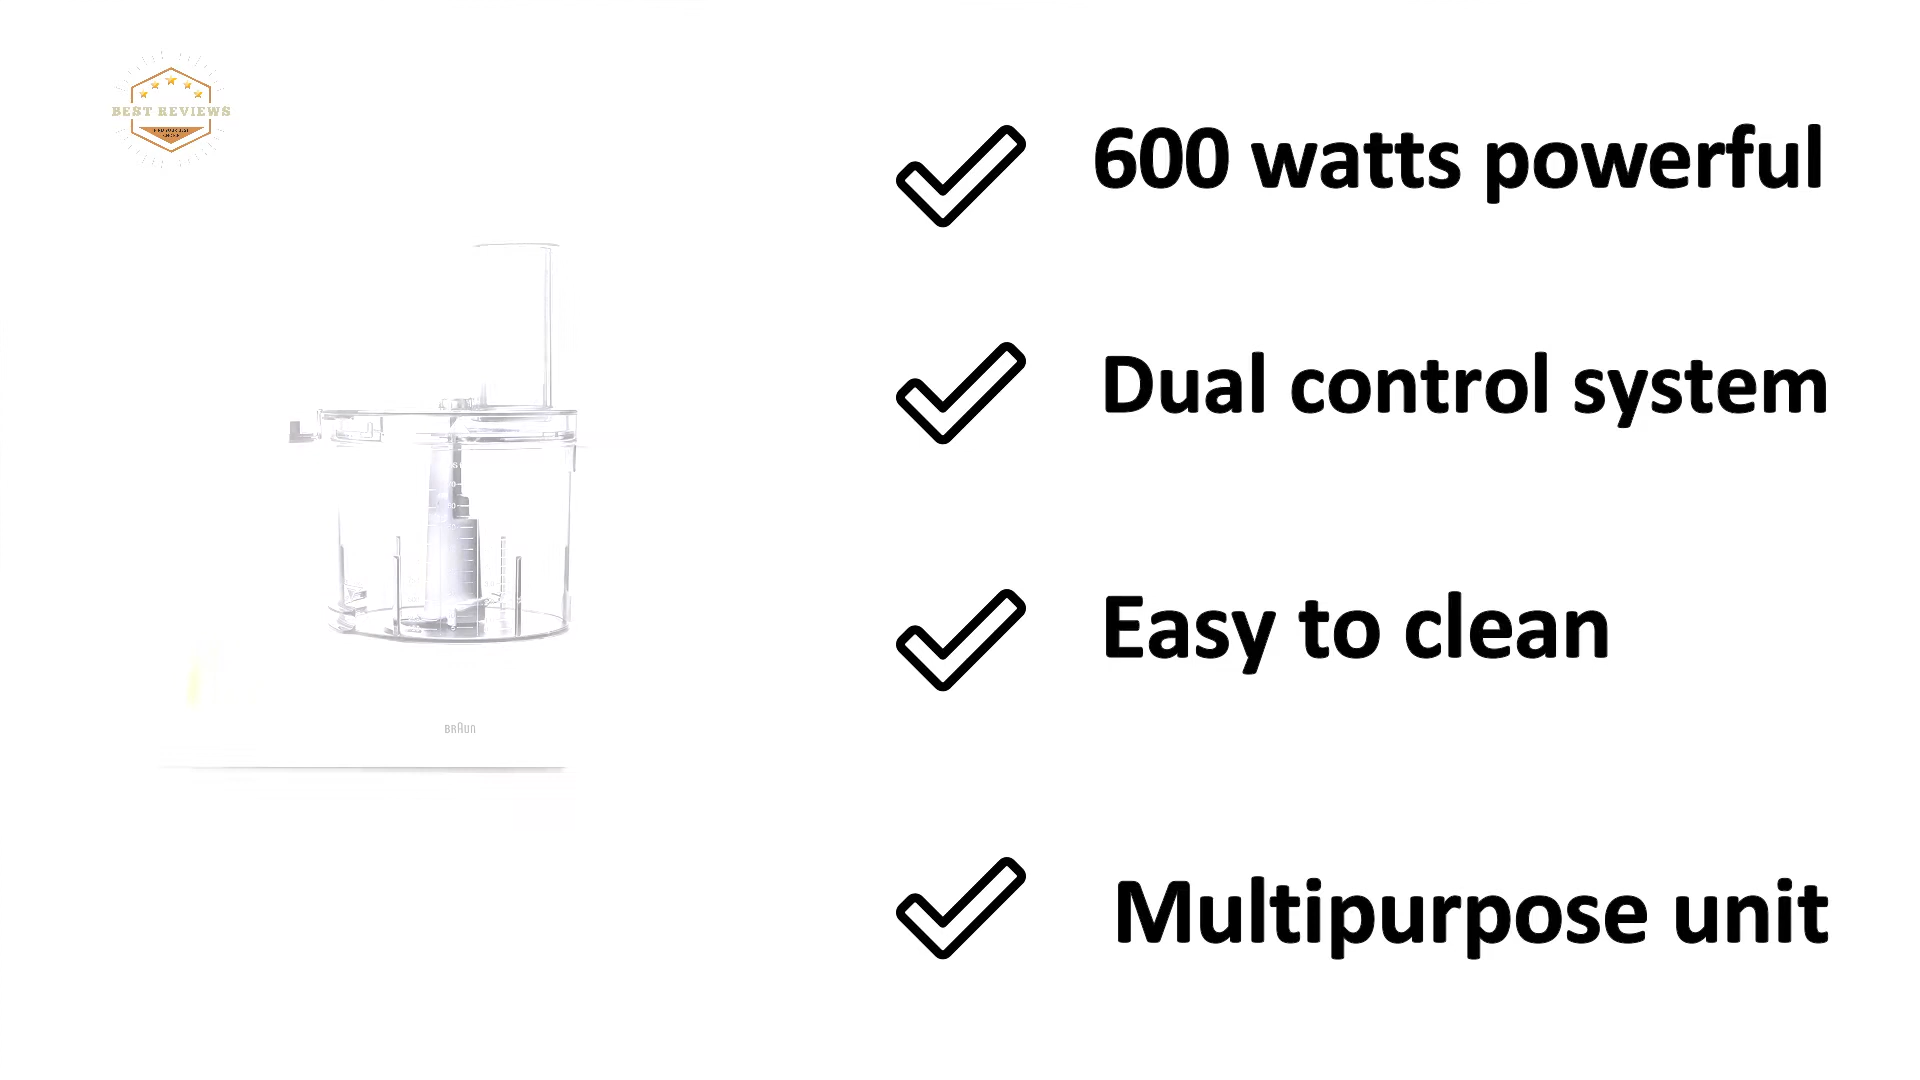 BEST REVIEWS
600 watts powerful
Dual control system
Easy to clean
BRAUN
Multipurpose unit